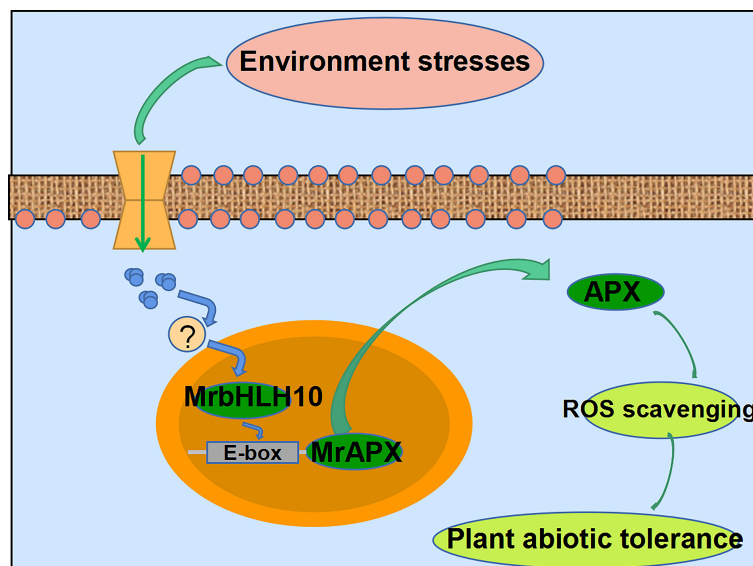 Environment stresses
APX
?
MrbHLH10
ROS scavenging
E-box
MrAPX
Plant abiotic tolerance